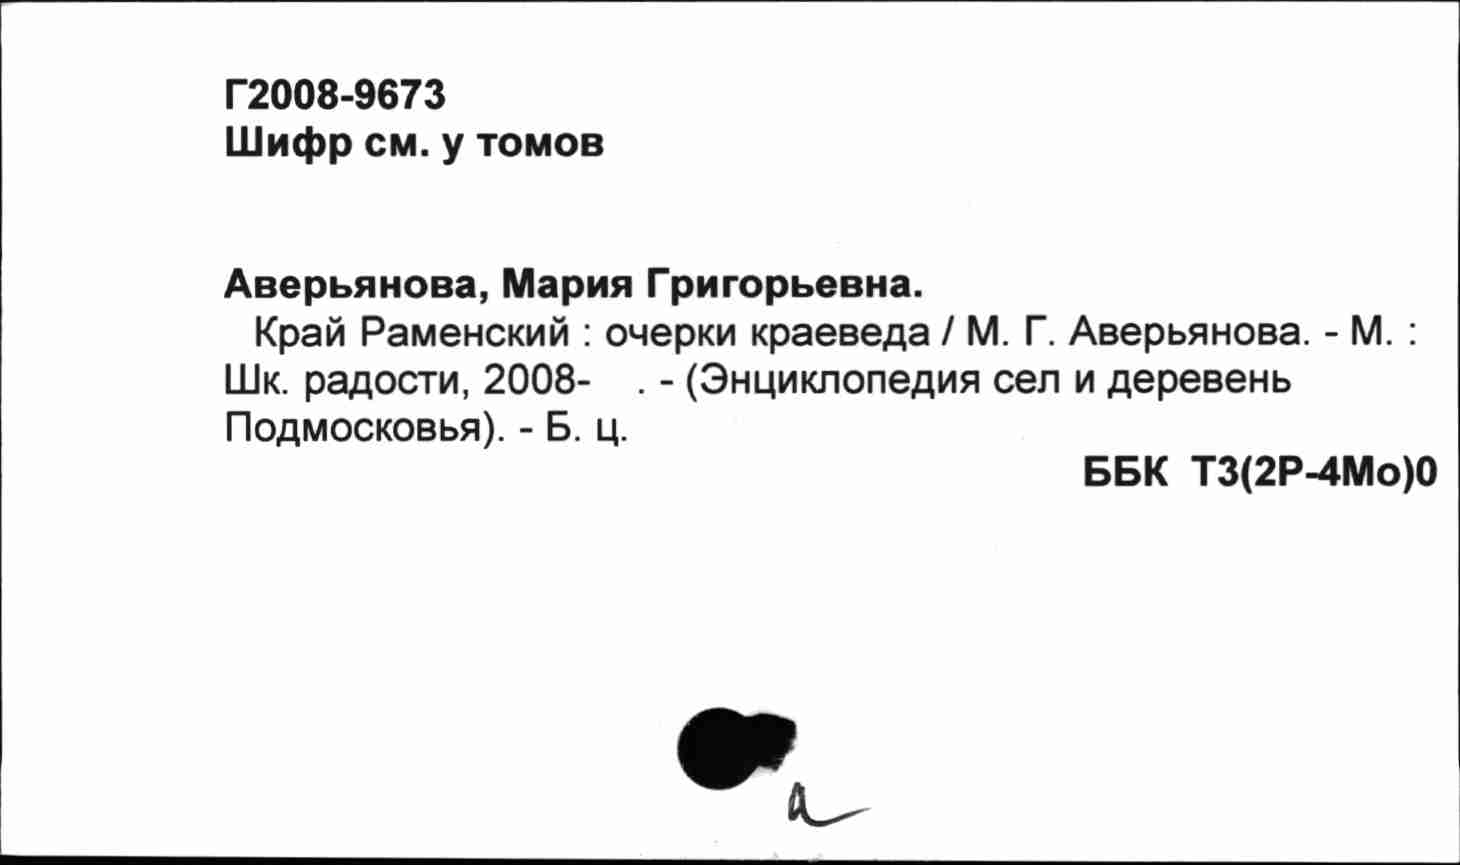 Г2008-9673
Шифр см. у томов
Аверьянова, Мария Григорьевна.
Край Раменский : очерки краеведа / М. Г. Аверьянова. - М. :
Шк. радости, 2008-    . - (Энциклопедия сел и деревень
Подмосковья). - Б. ц.
ББК  Т3(2Р-4Мо)0
а